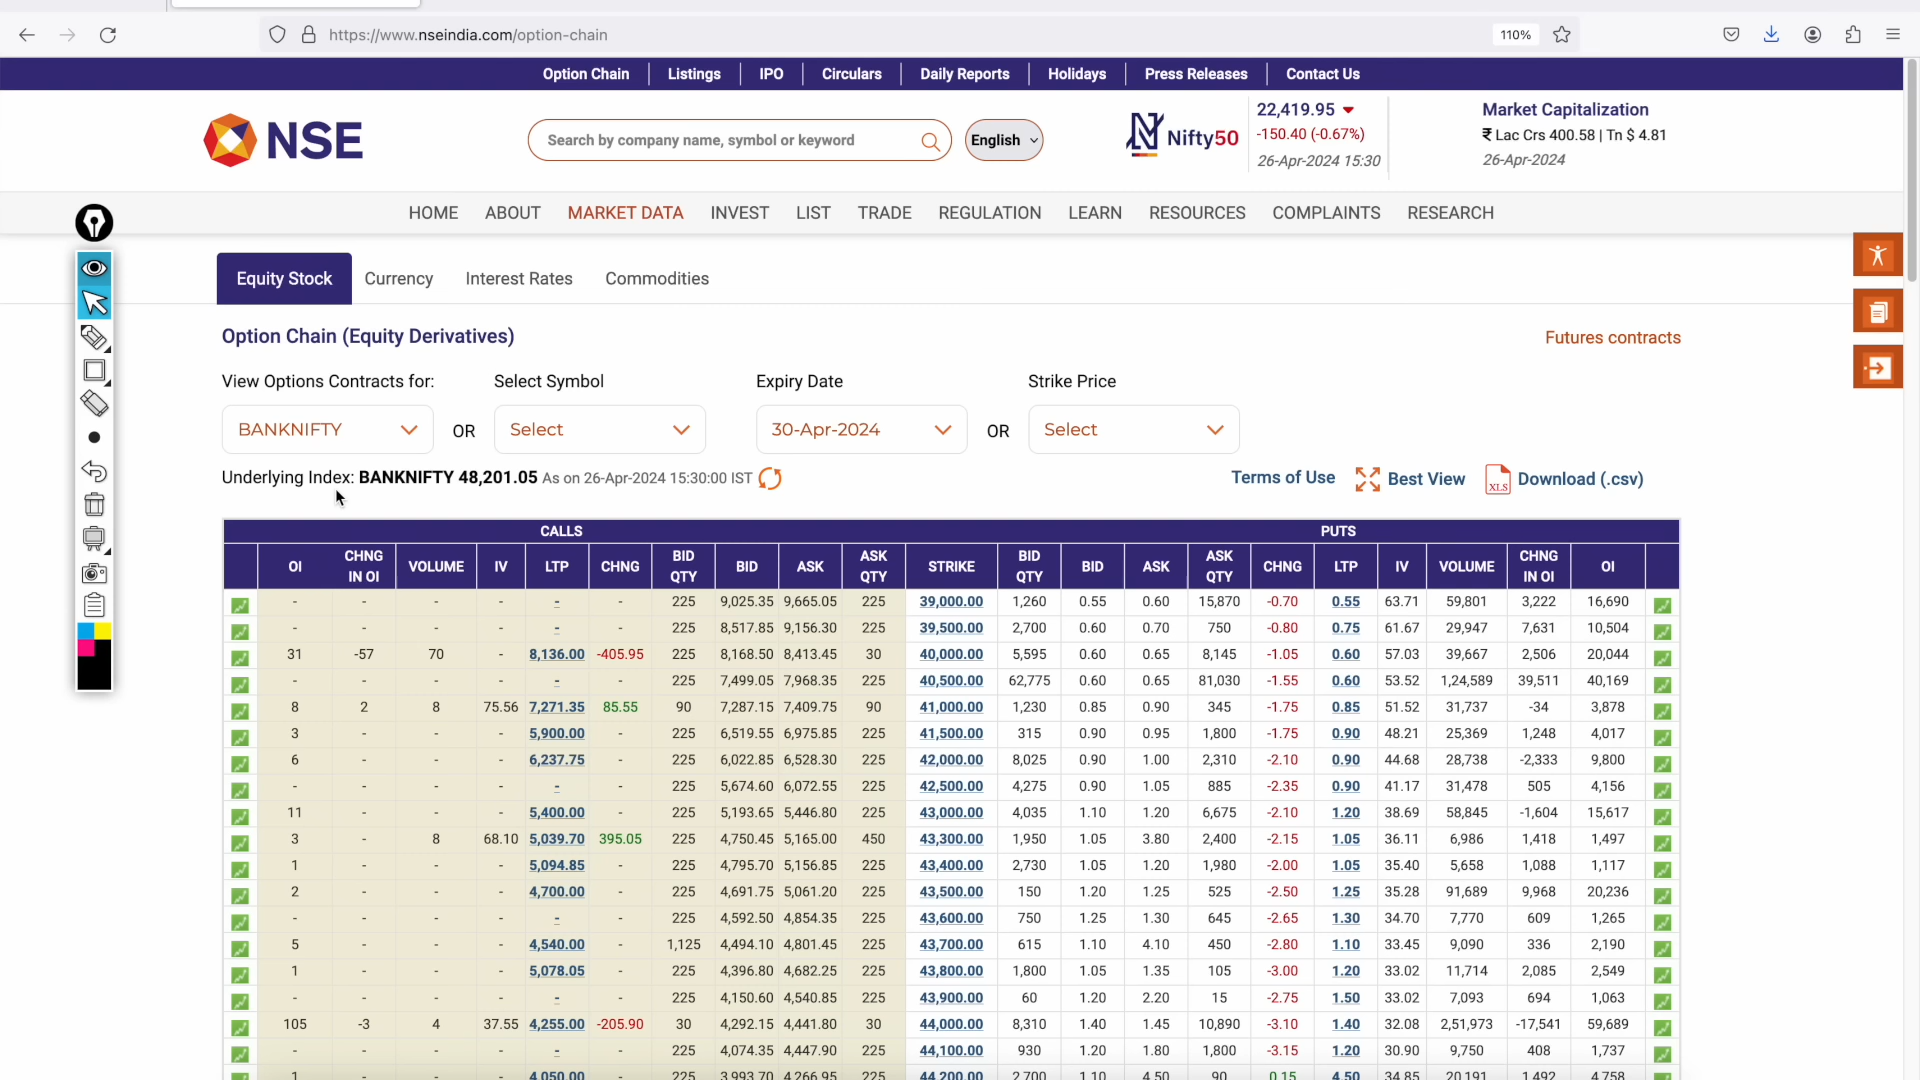 https://www.nseindia.com/option-chain 110%
Option Chain Listings IPO Circulars Daily Reports Holidays Press Releases Contact Us
NSE
Search by company name, symbol or keyword
English
Nifty50
22,419.95
-150.40 (-0.67%)
26-Apr-2024 15:30
Market Capitalization
₹ Lac Crs 400.58 | Tn $ 4.81
26-Apr-2024
HOME ABOUT MARKET DATA INVEST LIST TRADE REGULATION LEARN RESOURCES COMPLAINTS RESEARCH
Equity Stock Currency Interest Rates Commodities
Option Chain (Equity Derivatives) Futures contracts
View Options Contracts for: Select Symbol Expiry Date Strike Price
BANKNIFTY OR Select 30-Apr-2024 OR Select
Underlying Index: BANKNIFTY 48,201.05 As on 26-Apr-2024 15:30:00 IST Terms of Use Best View XLS Download (.csv)
CALLS PUTS
OI CHNG IN OI VOLUME IV LTP CHNG BID QTY BID ASK ASK QTY STRIKE BID QTY BID ASK ASK QTY CHNG LTP IV VOLUME CHNG IN OI OI
- - - - - - 225 9,025.35 9,665.05 225 39,000.00 1,260 0.55 0.60 15,870 -0.70 0.55 63.71 59,801 3,222 16,690
- - - - - - 225 8,517.85 9,156.30 225 39,500.00 2,700 0.60 0.70 750 -0.80 0.75 61.67 29,947 7,631 10,504
31 -57 70 - 8,136.00 -405.95 225 8,168.50 8,413.45 30 40,000.00 5,595 0.60 0.65 8,145 -1.05 0.60 57.03 39,667 2,506 20,044
- - - - - - 225 7,499.05 7,968.35 225 40,500.00 62,775 0.60 0.65 81,030 -1.55 0.60 53.52 1,24,589 39,511 40,169
8 2 8 75.56 7,271.35 85.55 90 7,287.15 7,409.75 90 41,000.00 1,230 0.85 0.90 345 -1.75 0.85 51.52 31,737 -34 3,878
3 - - - 5,900.00 - 225 6,519.55 6,975.85 225 41,500.00 315 0.90 0.95 1,800 -1.75 0.90 48.21 25,369 1,248 4,017
6 - - - 6,237.75 - 225 6,022.85 6,528.30 225 42,000.00 8,025 0.90 1.00 2,310 -2.10 0.90 44.68 28,738 -2,333 9,800
- - - - - - 225 5,674.60 6,072.55 225 42,500.00 4,275 0.90 1.05 885 -2.35 0.90 41.17 31,478 505 4,156
11 - - - 5,400.00 - 225 5,193.65 5,446.80 225 43,000.00 4,035 1.10 1.20 6,675 -2.10 1.20 38.69 58,845 -1,604 15,617
3 - 8 68.10 5,039.70 395.05 225 4,750.45 5,165.00 450 43,300.00 1,950 1.05 3.80 2,400 -2.15 1.05 36.11 6,986 1,418 1,497
1 - - - 5,094.85 - 225 4,795.70 5,156.85 225 43,400.00 2,730 1.05 1.20 1,980 -2.00 1.05 35.40 5,658 1,088 1,117
2 - - - 4,700.00 - 225 4,691.75 5,061.20 225 43,500.00 150 1.20 1.25 525 -2.50 1.25 35.28 91,689 9,968 20,236
- - - - - - 225 4,592.50 4,854.35 225 43,600.00 750 1.25 1.30 645 -2.65 1.30 34.70 7,770 609 1,265
5 - - - 4,540.00 - 1,125 4,494.10 4,801.45 225 43,700.00 615 1.10 4.10 450 -2.80 1.10 33.45 9,090 336 2,190
1 - - - 5,078.05 - 225 4,396.80 4,682.25 225 43,800.00 1,800 1.05 1.35 105 -3.00 1.20 33.02 11,714 2,085 2,549
- - - - - - 225 4,150.60 4,540.85 225 43,900.00 60 1.20 2.20 15 -2.75 1.50 33.02 7,093 694 1,063
105 -3 4 37.55 4,255.00 -205.90 30 4,292.15 4,441.80 30 44,000.00 8,310 1.40 1.45 10,890 -3.10 1.40 32.08 2,51,973 -17,541 59,689
- - - - - - 225 4,074.35 4,447.90 225 44,100.00 930 1.20 1.80 1,800 -3.15 1.20 30.90 9,750 408 1,737
1 - - - 4,050.00 - 225 3,993.70 4,266.95 225 44,200.00 2,700 1.10 4.50 90 0.15 4.50 34.85 20,191 1,492 4,758